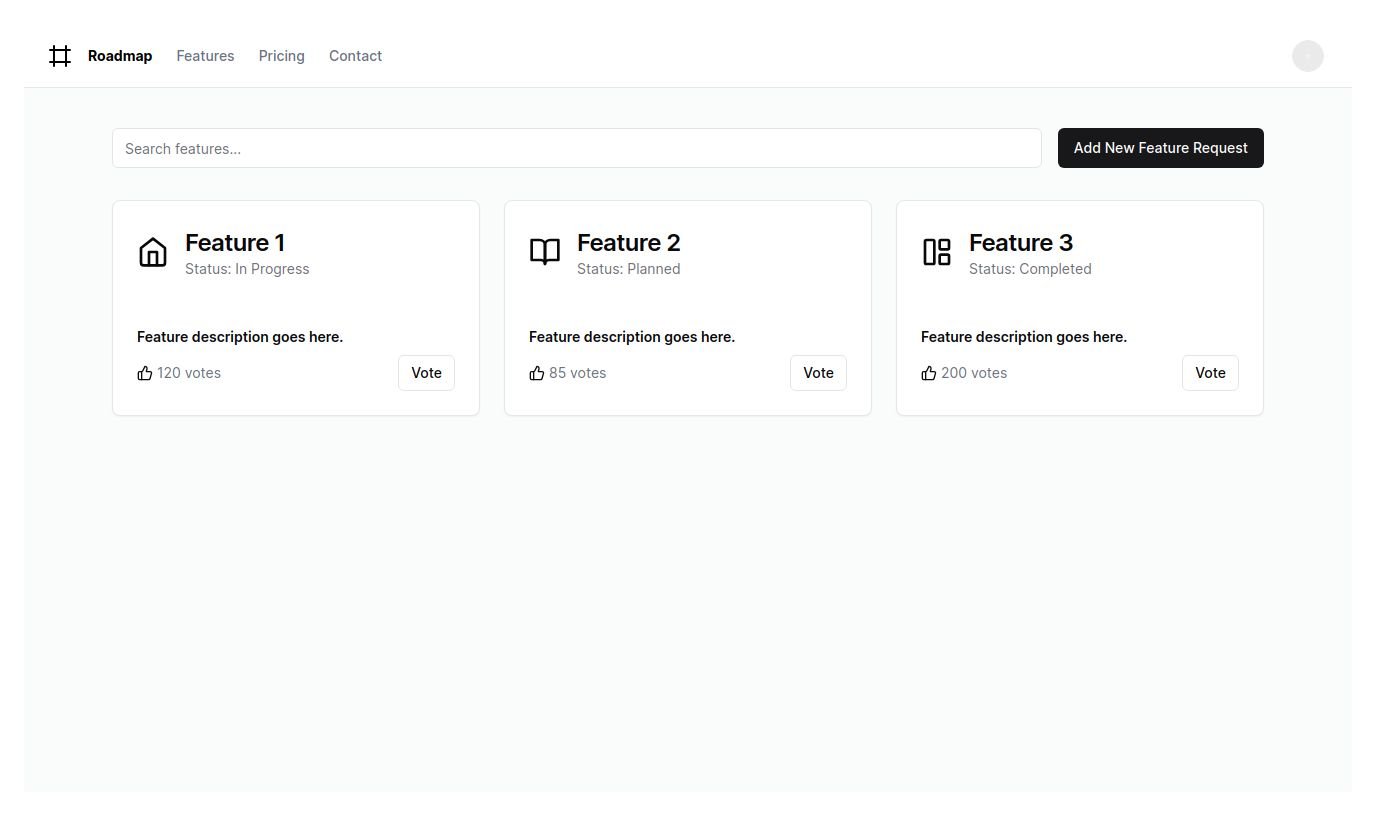 Roadmap Features Pricing Contact
Search features...
Add New Feature Request
Feature 1
Status: In Progress
Feature description goes here.
120 votes
Vote
Feature 2
Status: Planned
Feature description goes here.
85 votes
Vote
Feature 3
Status: Completed
Feature description goes here.
200 votes
Vote